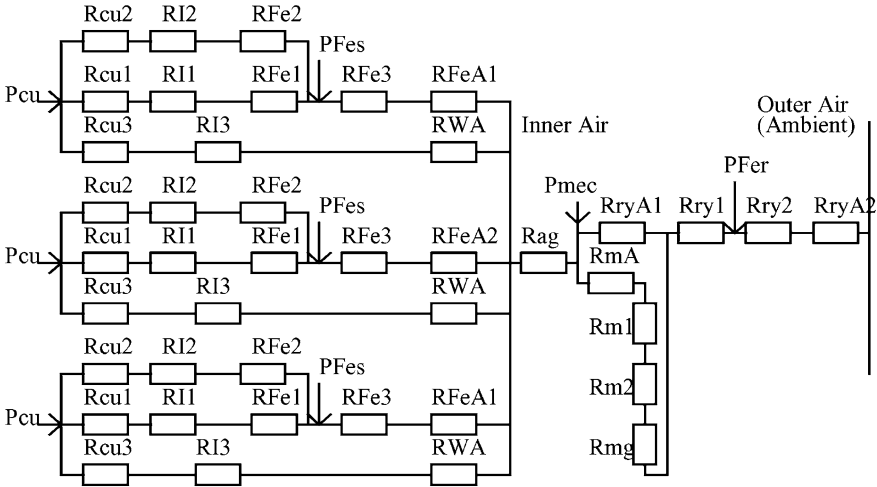 Rcu2 RI2 RFe2
PFes
Pcu Rcu1 RI1 RFe1 RFe3 RFeA1
Rcu3 RI3 RWA
Inner Air
Outer Air
(Ambient)
Rcu2 RI2 RFe2
PFes
Pcu Rcu1 RI1 RFe1 RFe3 RFeA2
Rcu3 RI3 RWA
Rag
Pmec
PFer
RryA1 Rry1 Rry2 RryA2
RmA
Rm1
Rm2
Rmg
Rcu2 RI2 RFe2
PFes
Pcu Rcu1 RI1 RFe1 RFe3 RFeA1
Rcu3 RI3 RWA